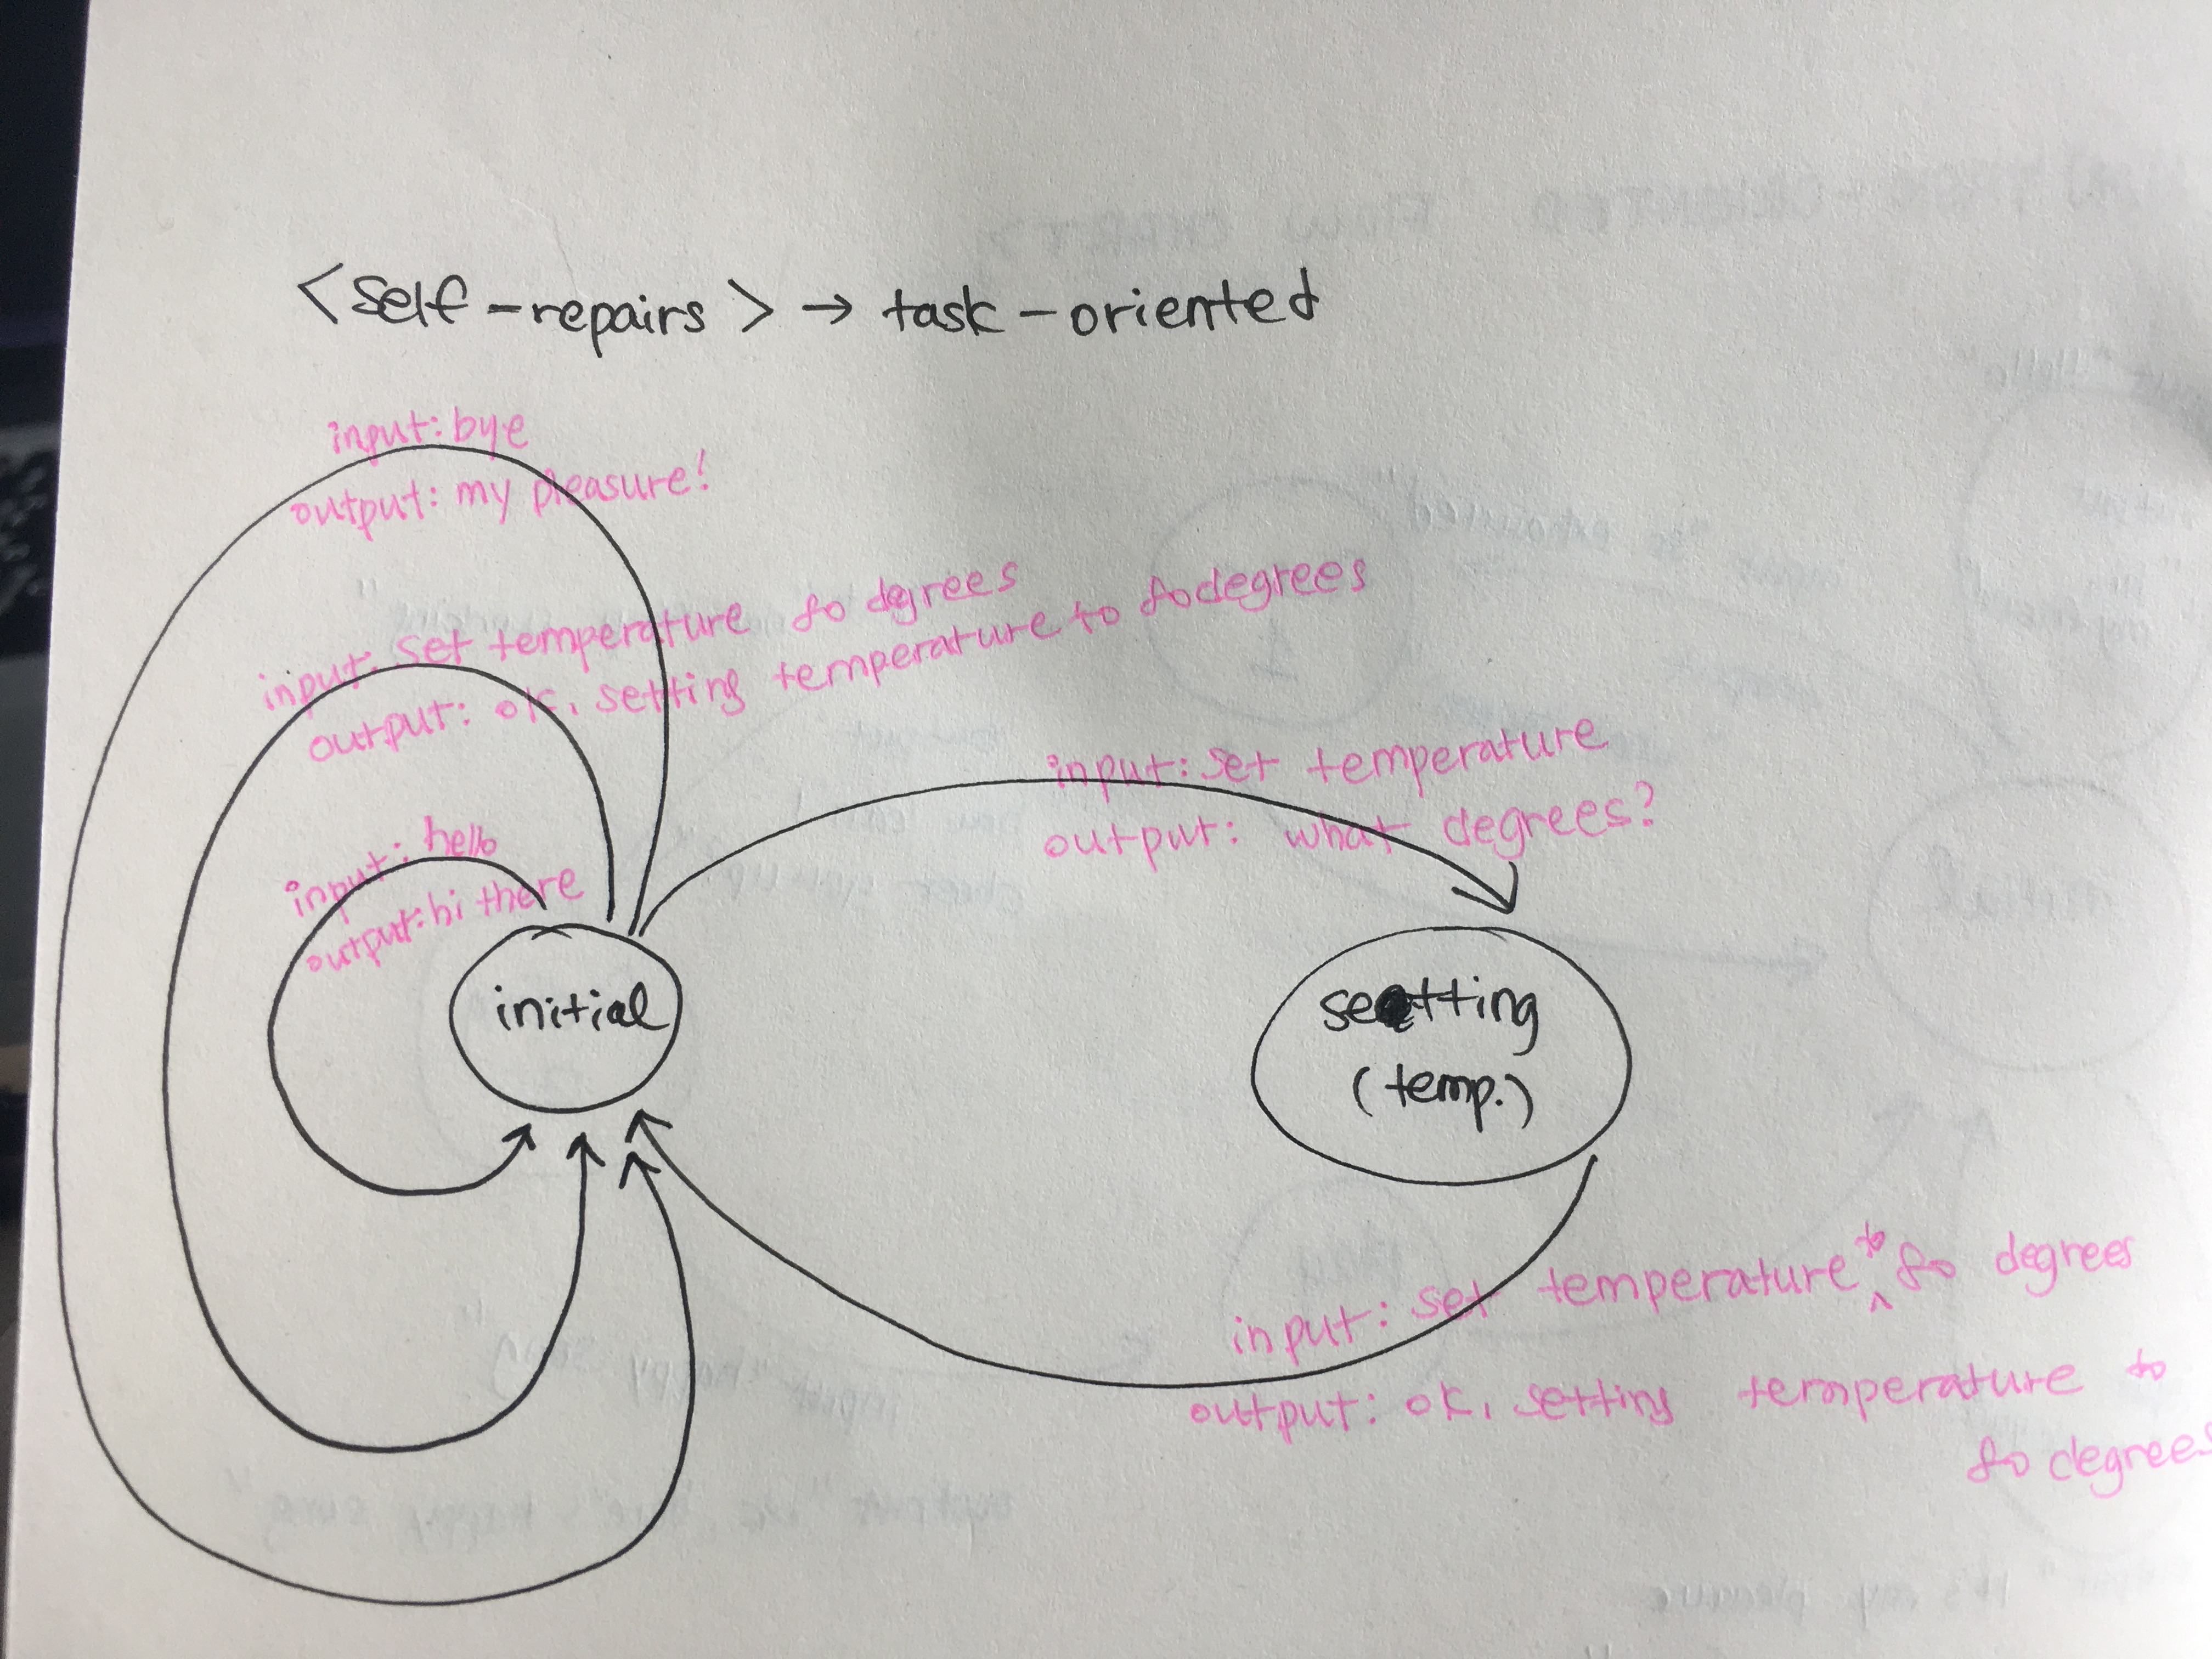 <self-repairs> → task-oriented
input: bye
output: my pleasure!
input: set temperature 80 degrees
output: ok, setting temperature to 80 degrees
input: set temperature
output: what degrees?
input: hello
output: hi there
initial
setting
(temp.)
input: set temperature to 80 degrees
output: ok, setting temperature to
80 degrees